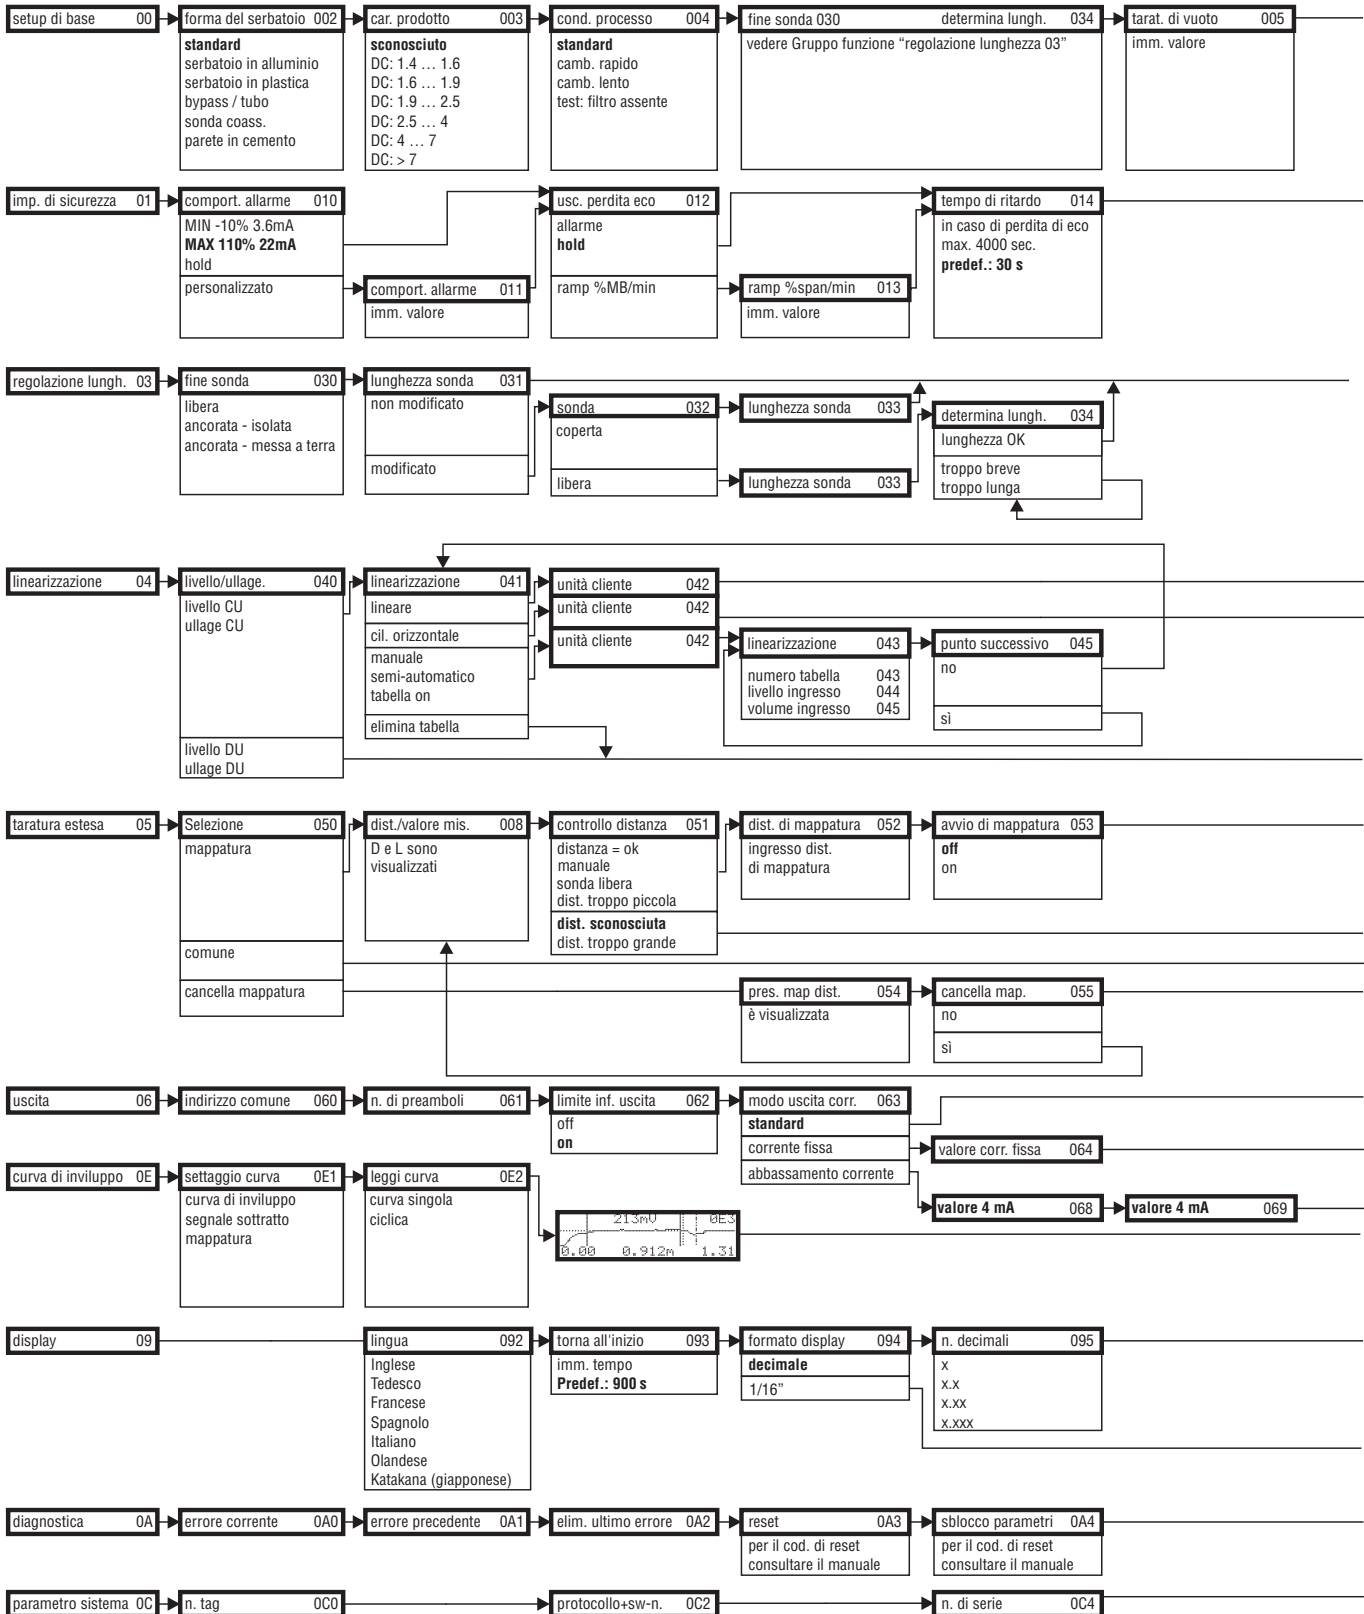 setup di base 00
forma del serbatoio 002
standard
serbatoio in alluminio
serbatoio in plastica
bypass / tubo
sonda coass.
parete in cemento
car. prodotto 003
sconosciuto
DC: 1.4 … 1.6
DC: 1.6 … 1.9
DC: 1.9 … 2.5
DC: 2.5 … 4
DC: 4 … 7
DC: > 7
cond. processo 004
standard
camb. rapido
camb. lento
test: filtro assente
fine sonda 030 determina lungh. 034
vedere Gruppo funzione “regolazione lunghezza 03”
tarat. di vuoto 005
imm. valore
imp. di sicurezza 01
comport. allarme 010
MIN -10% 3.6mA
MAX 110% 22mA
hold
personalizzato
comport. allarme 011
imm. valore
usc. perdita eco 012
allarme
hold
ramp %MB/min
ramp %span/min 013
imm. valore
tempo di ritardo 014
in caso di perdita di eco
max. 4000 sec.
predef.: 30 s
regolazione lungh. 03
fine sonda 030
libera
ancorata - isolata
ancorata - messa a terra
lunghezza sonda 031
non modificato
modificato
sonda 032
coperta
libera
lunghezza sonda 033
lunghezza sonda 033
determina lungh. 034
lunghezza OK
troppo breve
troppo lunga
linearizzazione 04
livello/ullage. 040
livello CU
ullage CU
livello DU
ullage DU
linearizzazione 041
lineare
cil. orizzontale
manuale
semi-automatico
tabella on
elimina tabella
unità cliente 042
unità cliente 042
unità cliente 042
linearizzazione 043
numero tabella 043
livello ingresso 044
volume ingresso 045
punto successivo 045
no
sì
taratura estesa 05
Selezione 050
mappatura
comune
cancella mappatura
dist./valore mis. 008
D e L sono
visualizzati
controllo distanza 051
distanza = ok
manuale
sonda libera
dist. troppo piccola
dist. sconosciuta
dist. troppo grande
dist. di mappatura 052
ingresso dist.
di mappatura
avvio di mappatura 053
off
on
pres. map dist. 054
è visualizzata
cancella map. 055
no
sì
uscita 06
indirizzo comune 060
n. di preamboli 061
limite inf. uscita 062
off
on
modo uscita corr. 063
standard
corrente fissa
abbassamento corrente
valore corr. fissa 064
valore 4 mA 068
valore 4 mA 069
curva di inviluppo 0E
settaggio curva 0E1
curva di inviluppo
segnale sottratto
mappatura
leggi curva 0E2
curva singola
ciclica
213mV 0E3
0.00 0.912m 1.31
display 09
lingua 092
Inglese
Tedesco
Francese
Spagnolo
Italiano
Olandese
Katakana (giapponese)
torna all'inizio 093
imm. tempo
Predef.: 900 s
formato display 094
decimale
1/16”
n. decimali 095
x
x.x
x.xx
x.xxx
diagnostica 0A
errore corrente 0A0
errore precedente 0A1
elim. ultimo errore 0A2
reset 0A3
per il cod. di reset
consultare il manuale
sblocco parametri 0A4
per il cod. di reset
consultare il manuale
parametro sistema 0C
n. tag 0C0
protocollo+sw-n. 0C2
n. di serie 0C4